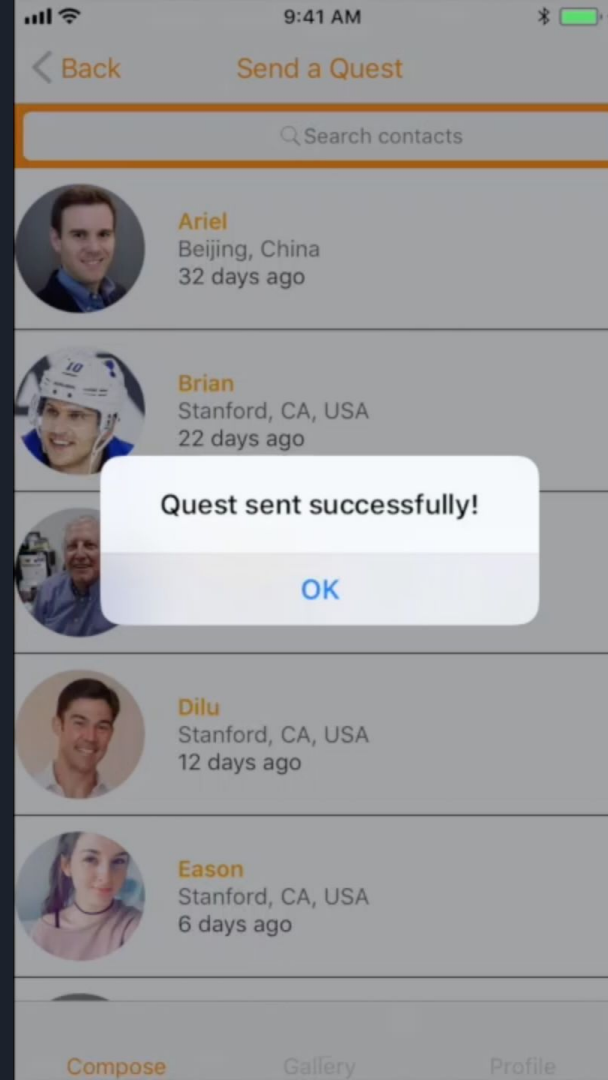 9:41 AM
Back
Send a Quest
Search contacts
Ariel
Beijing, China
32 days ago
10
Brian
Stanford, CA, USA
22 days ago
Quest sent successfully!
OK
Dilu
Stanford, CA, USA
12 days ago
Eason
Stanford, CA, USA
6 days ago
Compose
Gallery
Profile